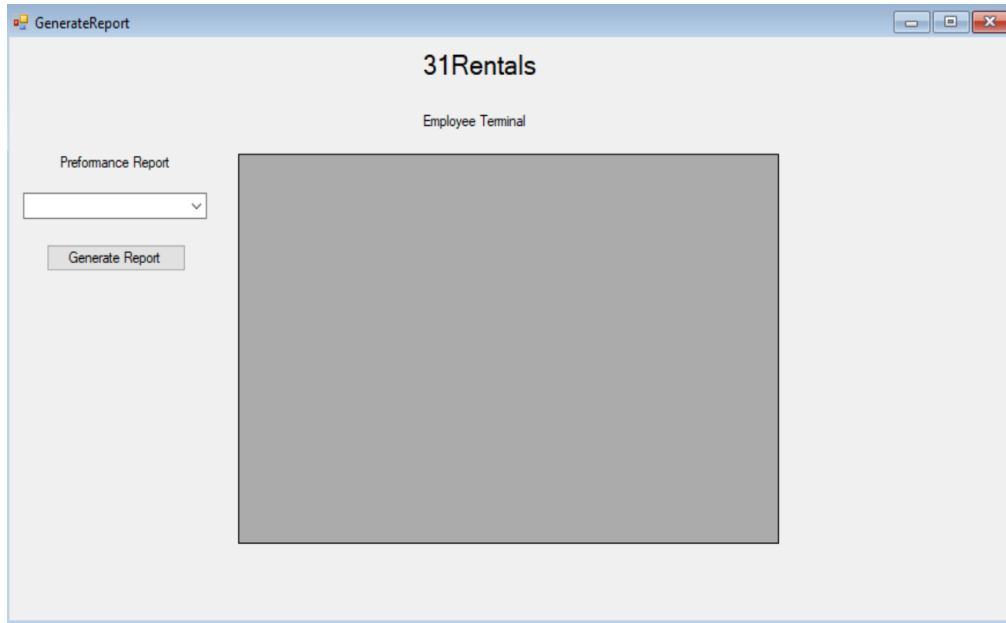 GenerateReport
31Rentals
Employee Terminal
Preformance Report
Generate Report